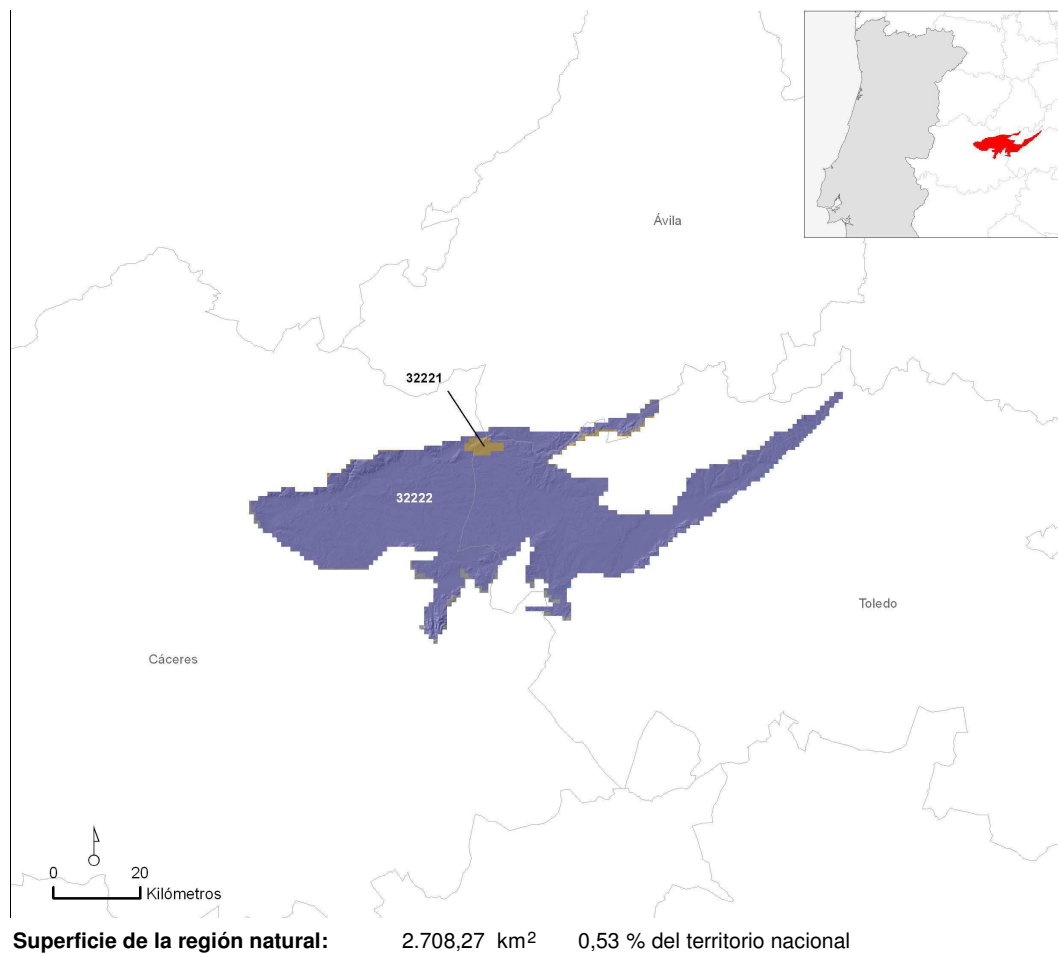 Ávila
32221
32222
Toledo
Cáceres
0 20
Kilómetros
Superficie de la región natural: 2.708,27 km² 0,53 % del territorio nacional